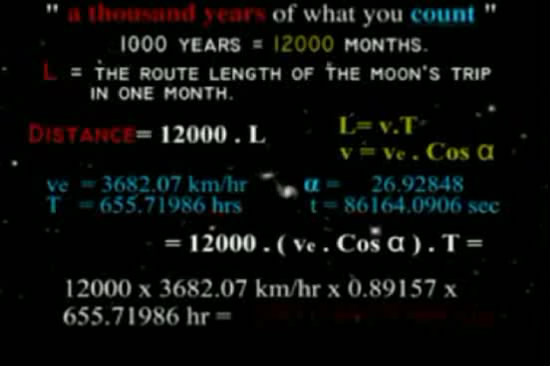 " a thousand years of what you count "
1000 YEARS = 12000 MONTHS.
L = THE ROUTE LENGTH OF THE MOON'S TRIP
IN ONE MONTH.
DISTANCE= 12000 . L
L= v.T
v = ve . Cos α
ve = 3682.07 km/hr
T = 655.71986 hrs
α = 26.92848
t = 86164.0906 sec
= 12000 . ( ve . Cos α ) . T =
12000 x 3682.07 km/hr x 0.89157 x
655.71986 hr =